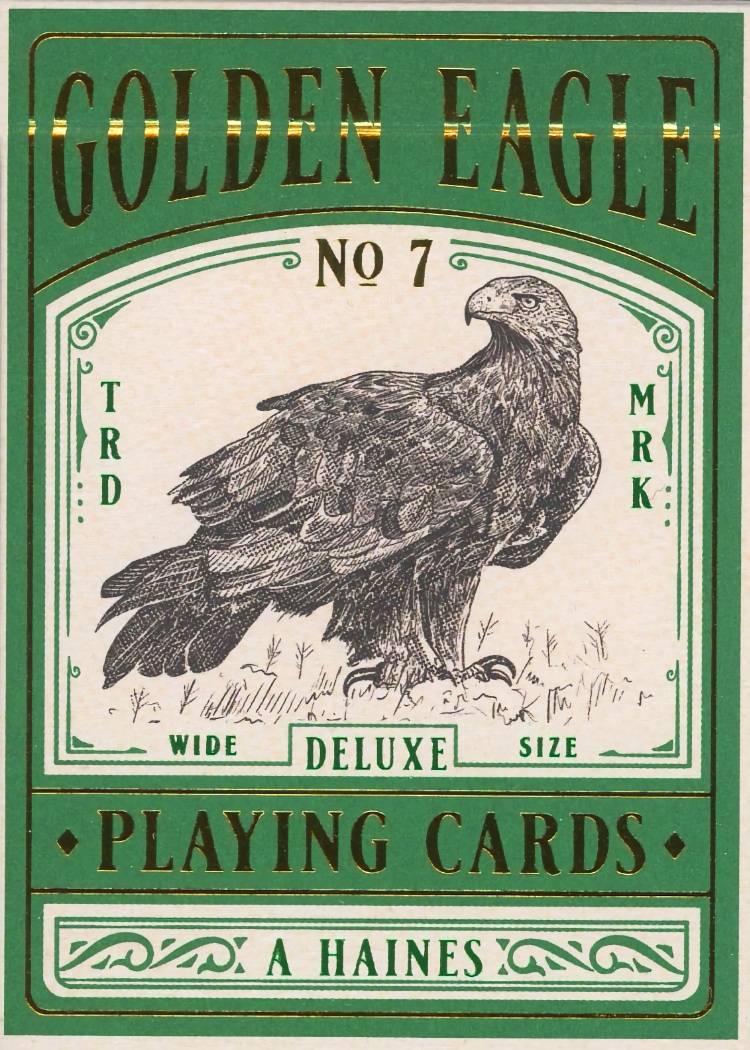 GOLDEN EAGLE
No 7
TRD
MRK
WIDE DELUXE SIZE
PLAYING CARDS
A HAINES